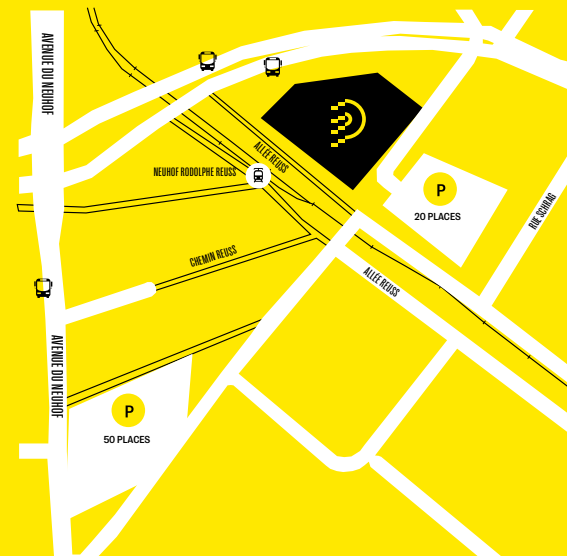 AVENUE DU NEUHOF
ALLÉE REUSS
NEUHOF RODOLPHE REUSS
P
20 PLACES
RUE SCHRAG
CHEMIN REUSS
ALLÉE REUSS
AVENUE DU NEUHOF
P
50 PLACES